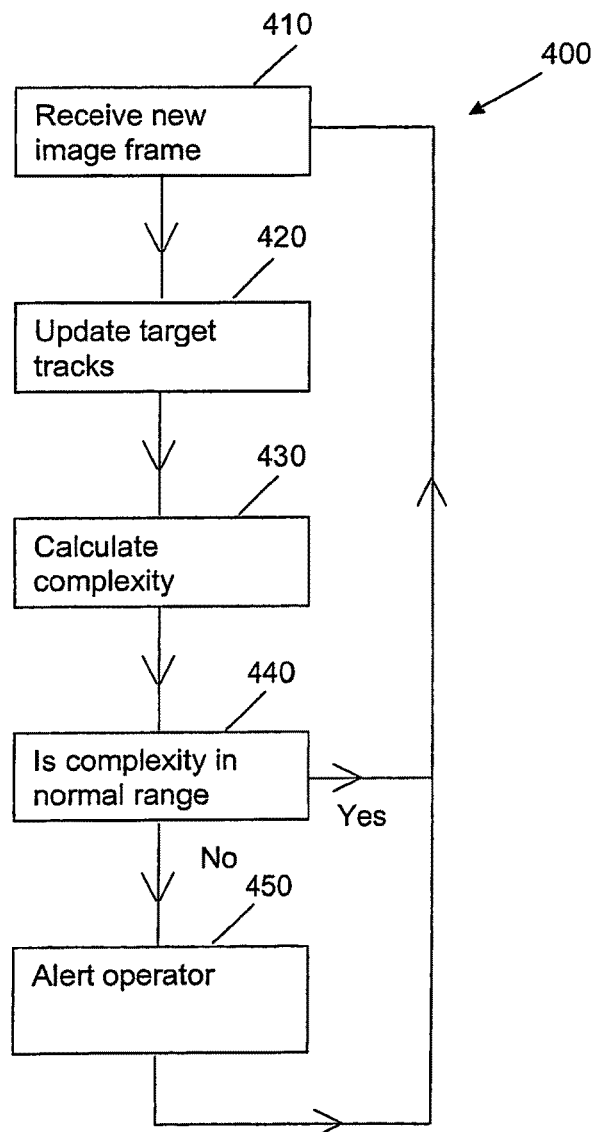 410
400
Receive new
image frame
420
Update target
tracks
430
Calculate
complexity
440
Is complexity in
normal range
Yes
No
450
Alert operator